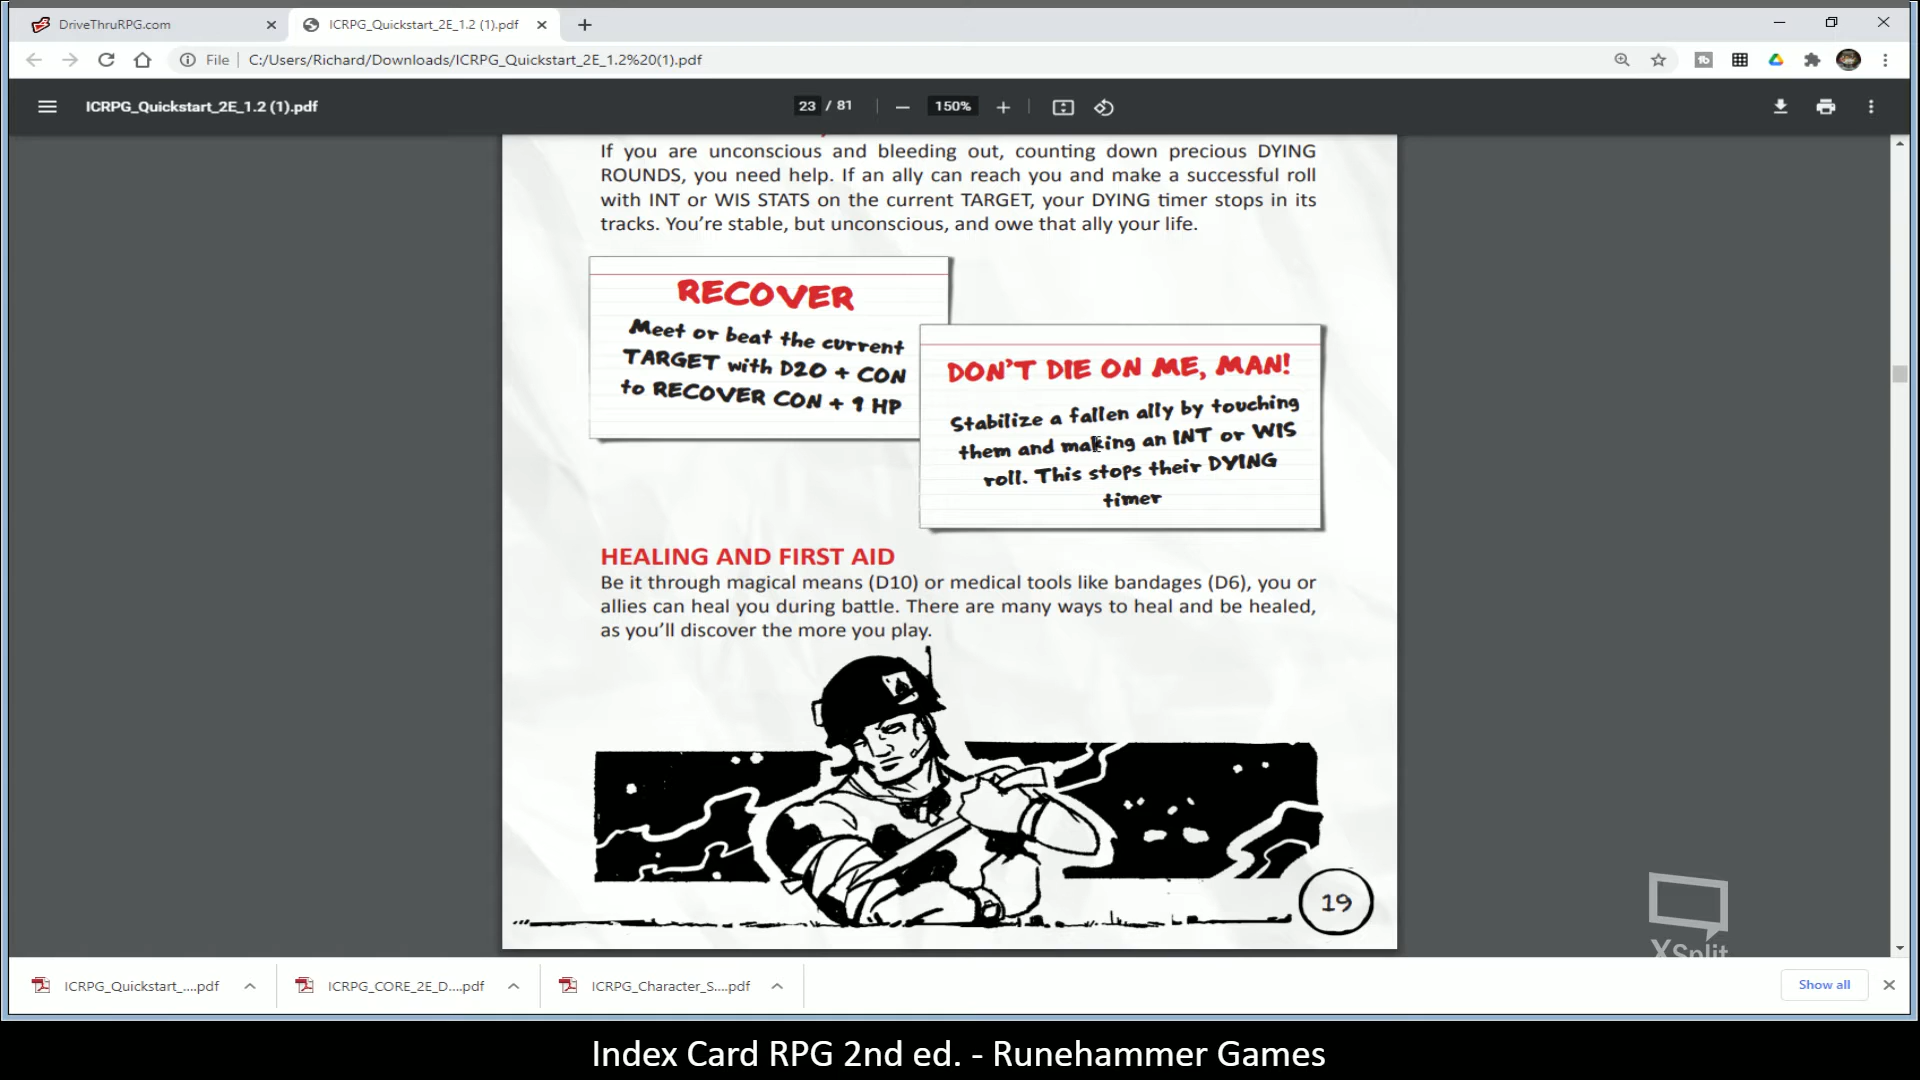 DriveThruRPG.com
ICRPG_Quickstart_2E_1.2 (1).pdf
File C:/Users/Richard/Downloads/ICRPG_Quickstart_2E_1.2%20(1).pdf
ICRPG_Quickstart_2E_1.2 (1).pdf
23 / 81
150%
If you are unconscious and bleeding out, counting down precious DYING
ROUNDS, you need help. If an ally can reach you and make a successful roll
with INT or WIS STATS on the current TARGET, your DYING timer stops in its
tracks. You're stable, but unconscious, and owe that ally your life.
RECOVER
Meet or beat the current
TARGET with D20 + CON
to RECOVER CON + 1 HP
DON'T DIE ON ME, MAN!
Stabilize a fallen ally by touching
them and making an INT or WIS
roll. This stops their DYING
timer
HEALING AND FIRST AID
Be it through magical means (D10) or medical tools like bandages (D6), you or
allies can heal you during battle. There are many ways to heal and be healed,
as you'll discover the more you play.
19
XSplit
ICRPG_Quickstart_....pdf
ICRPG_CORE_2E_D....pdf
ICRPG_Character_S....pdf
Show all
Index Card RPG 2nd ed. - Runehammer Games